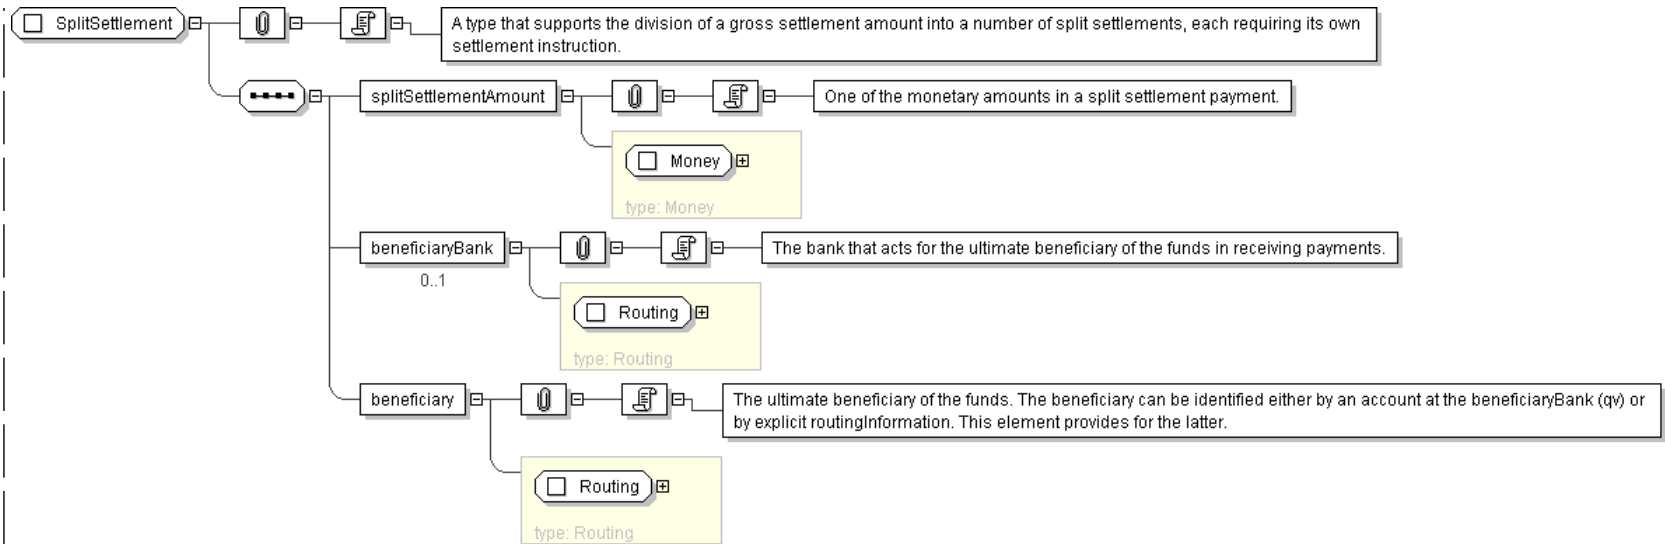 SplitSettlement
A type that supports the division of a gross settlement amount into a number of split settlements, each requiring its own
settlement instruction.
splitSettlementAmount
One of the monetary amounts in a split settlement payment.
Money
type: Money
beneficiaryBank
The bank that acts for the ultimate beneficiary of the funds in receiving payments.
0..1
Routing
type: Routing
beneficiary
The ultimate beneficiary of the funds. The beneficiary can be identified either by an account at the beneficiaryBank (qv) or
by explicit routingInformation. This element provides for the latter.
Routing
type: Routing